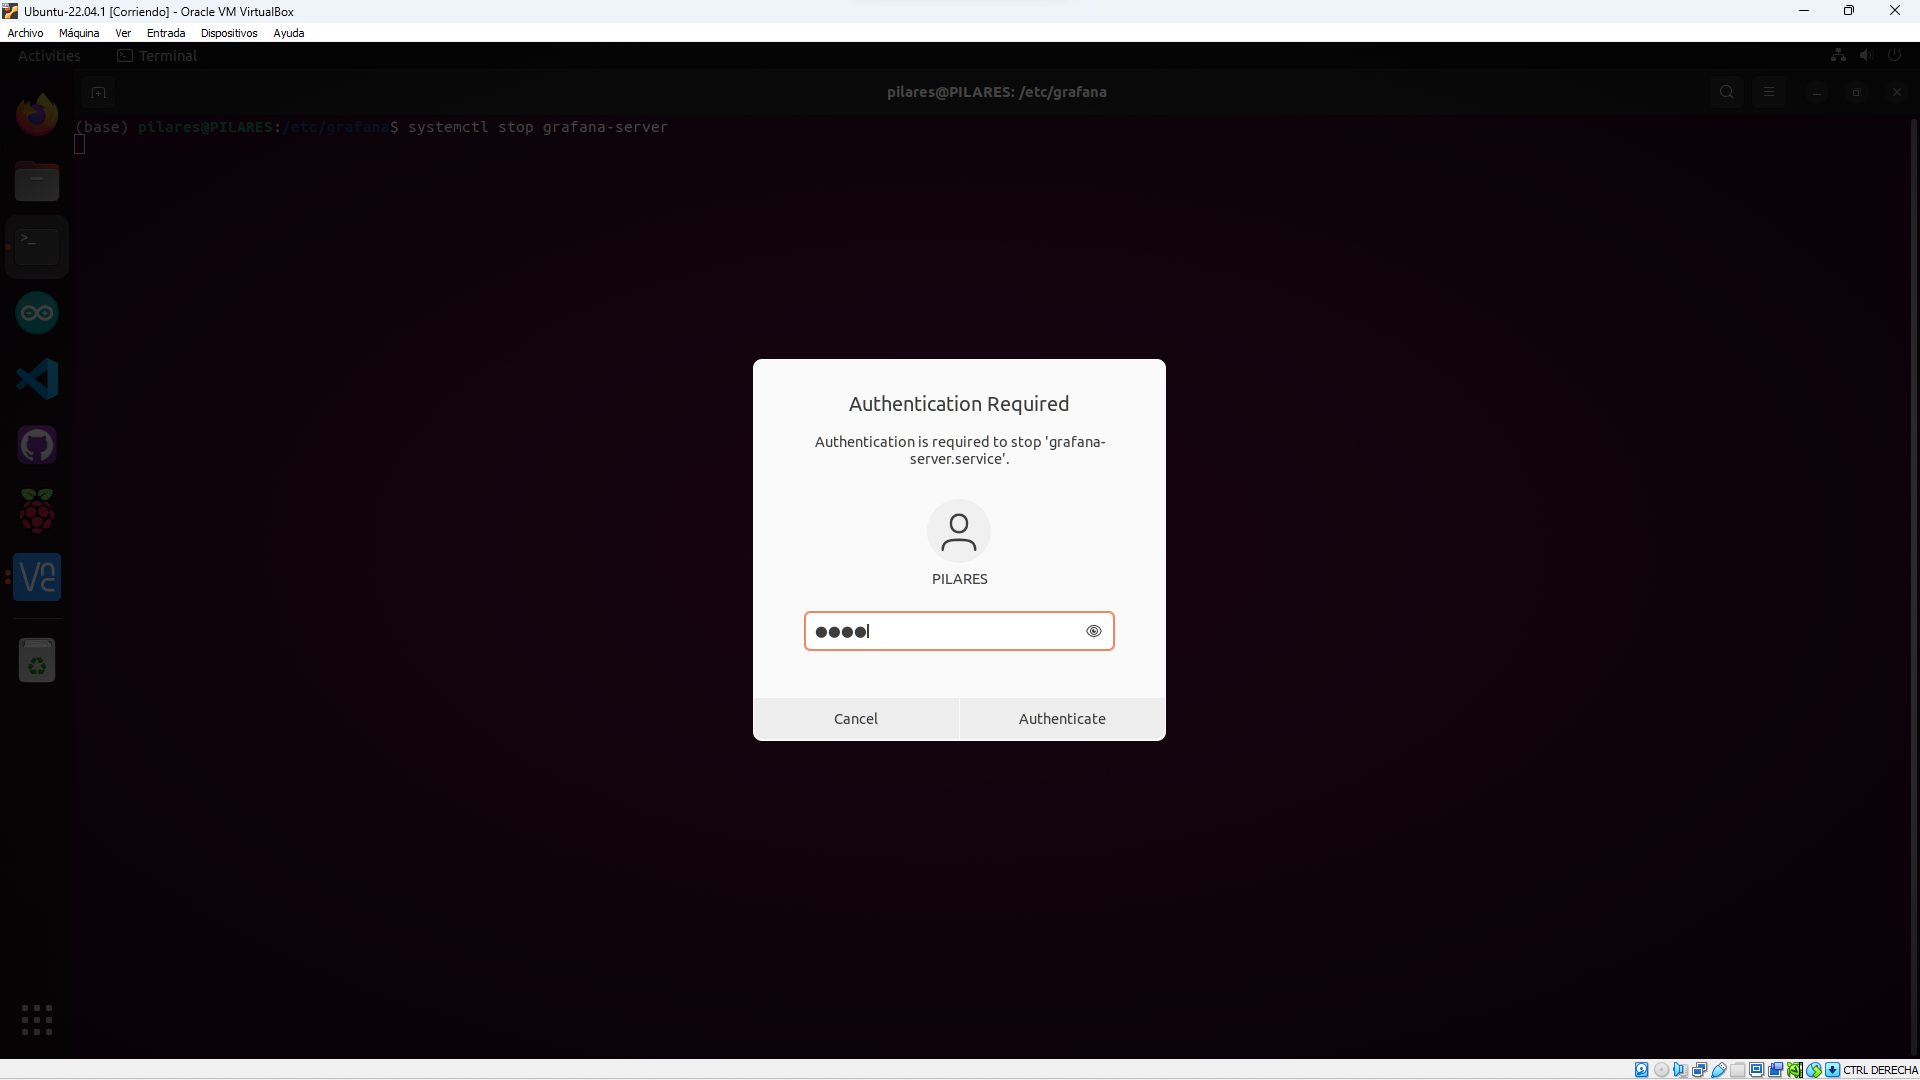 Ubuntu-22.04.1 [Corriendo] - Oracle VM VirtualBox
Archivo Máquina Ver Entrada Dispositivos Ayuda
Activities Terminal
pilares@PILARES: /etc/grafana
(base) pilares@PILARES:/etc/grafana$ systemctl stop grafana-server
Authentication Required
Authentication is required to stop 'grafana-
server.service'.
PILARES
Cancel Authenticate
CTRL DERECHA